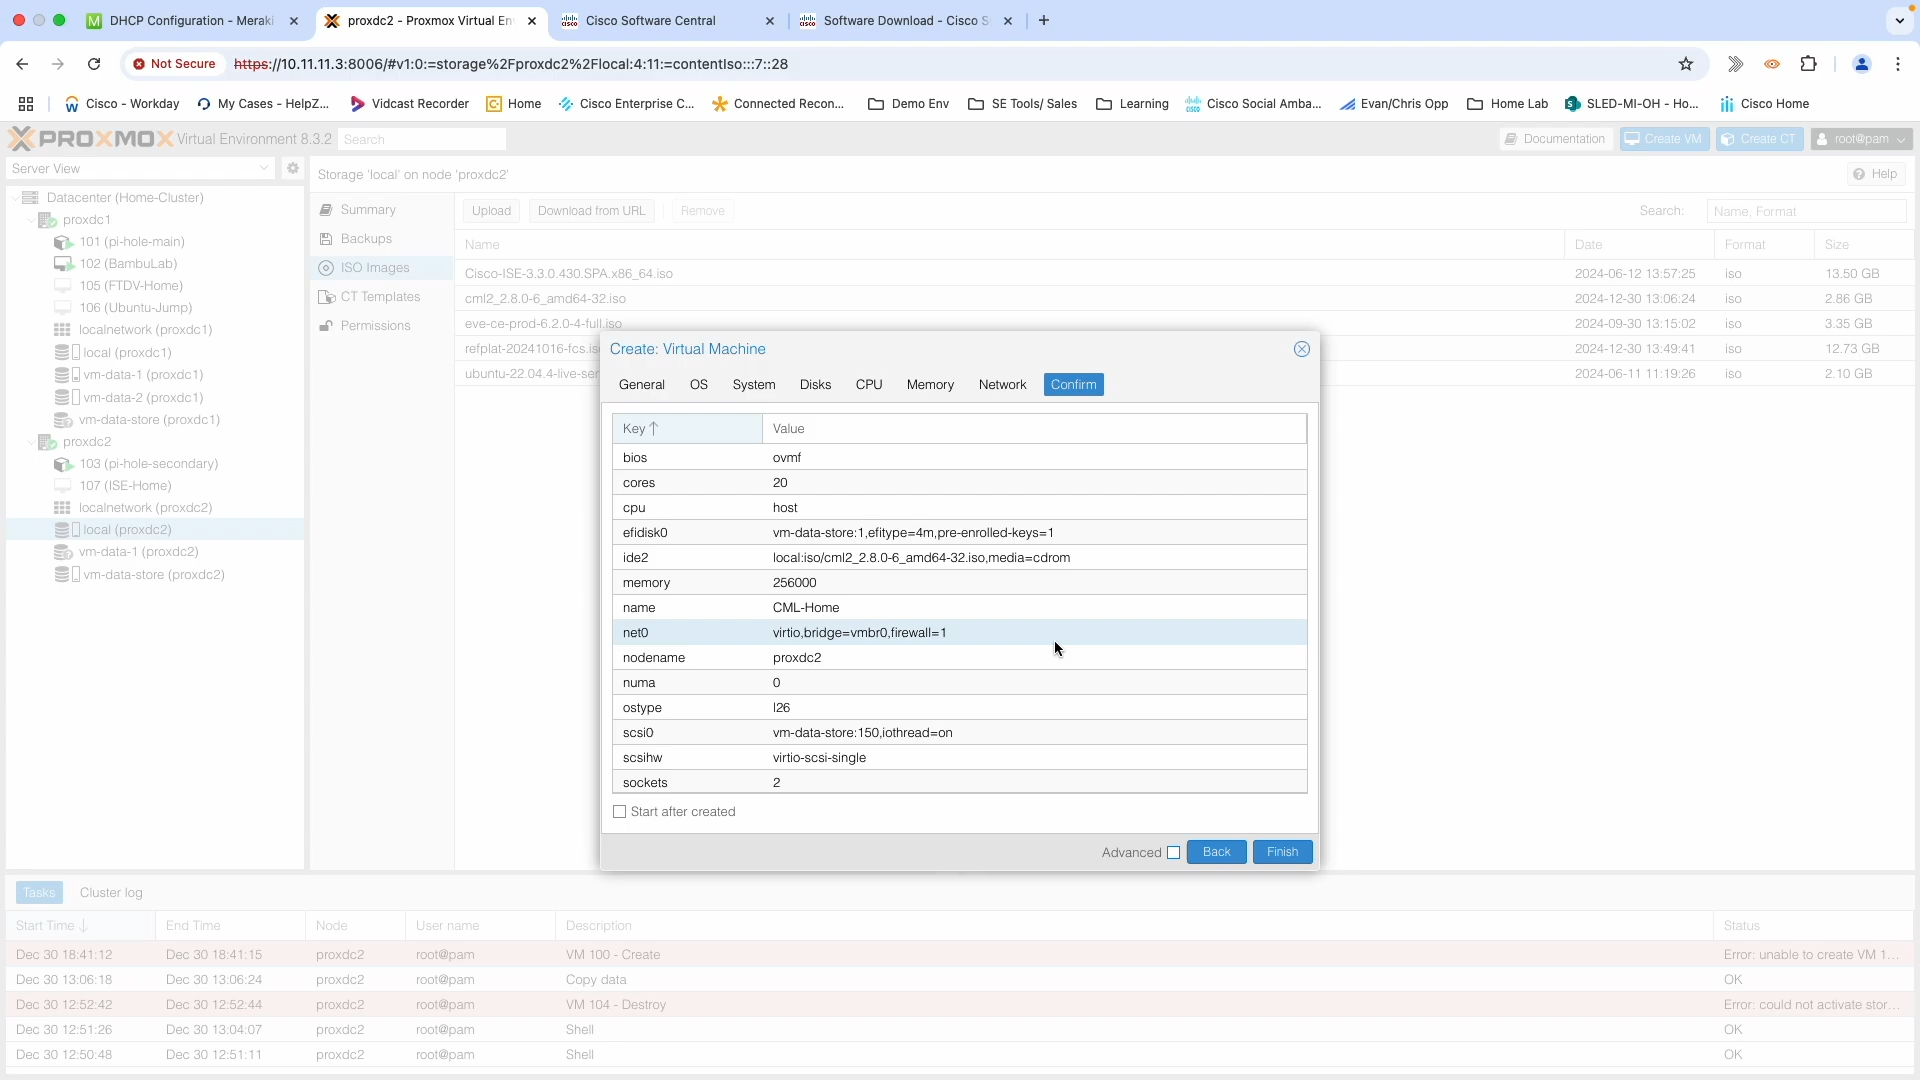 DHCP Configuration - Meraki
proxdc2 - Proxmox Virtual En
Cisco Software Central
Software Download - Cisco S
Not Secure
https://10.11.11.3:8006/#v1:0:=storage%2Fproxdc2%2Flocal:4:11:=contentIso:::7::28
Cisco - Workday
My Cases - HelpZ...
Vidcast Recorder
Home
Cisco Enterprise C...
Connected Recon...
Demo Env
SE Tools/ Sales
Learning
Cisco Social Amba...
Evan/Chris Opp
Home Lab
SLED-MI-OH - Ho...
Cisco Home
PROXMOX Virtual Environment 8.3.2
Search
Documentation
Create VM
Create CT
root@pam
Server View
Storage 'local' on node 'proxdc2'
Help
Datacenter (Home-Cluster)
proxdc1
101 (pi-hole-main)
102 (BambuLab)
105 (FTDV-Home)
106 (Ubuntu-Jump)
localnetwork (proxdc1)
local (proxdc1)
vm-data-1 (proxdc1)
vm-data-2 (proxdc1)
vm-data-store (proxdc1)
proxdc2
103 (pi-hole-secondary)
107 (ISE-Home)
localnetwork (proxdc2)
local (proxdc2)
vm-data-1 (proxdc2)
vm-data-store (proxdc2)
Summary
Backups
ISO Images
CT Templates
Permissions
Upload
Download from URL
Remove
Search:
Name, Format
Name Date Format Size
Cisco-ISE-3.3.0.430.SPA.x86_64.iso 2024-06-12 13:57:25 iso 13.50 GB
cml2_2.8.0-6_amd64-32.iso 2024-12-30 13:06:24 iso 2.86 GB
eve-ce-prod-6.2.0-4-full.iso 2024-09-30 13:15:02 iso 3.35 GB
refplat-20241016-fcs.is 2024-12-30 13:49:41 iso 12.73 GB
ubuntu-22.04.4-live-ser 2024-06-11 11:19:26 iso 2.10 GB
Create: Virtual Machine
General OS System Disks CPU Memory Network Confirm
Key Value
bios ovmf
cores 20
cpu host
efidisk0 vm-data-store:1,efitype=4m,pre-enrolled-keys=1
ide2 local:iso/cml2_2.8.0-6_amd64-32.iso,media=cdrom
memory 256000
name CML-Home
net0 virtio,bridge=vmbr0,firewall=1
nodename proxdc2
numa 0
ostype l26
scsi0 vm-data-store:150,iothread=on
scsihw virtio-scsi-single
sockets 2
Start after created
Advanced Back Finish
Tasks Cluster log
Start Time End Time Node User name Description Status
Dec 30 18:41:12 Dec 30 18:41:15 proxdc2 root@pam VM 100 - Create Error: unable to create VM 1...
Dec 30 13:06:18 Dec 30 13:06:24 proxdc2 root@pam Copy data OK
Dec 30 12:52:42 Dec 30 12:52:44 proxdc2 root@pam VM 104 - Destroy Error: could not activate stor...
Dec 30 12:51:26 Dec 30 13:04:07 proxdc2 root@pam Shell OK
Dec 30 12:50:48 Dec 30 12:51:11 proxdc2 root@pam Shell OK